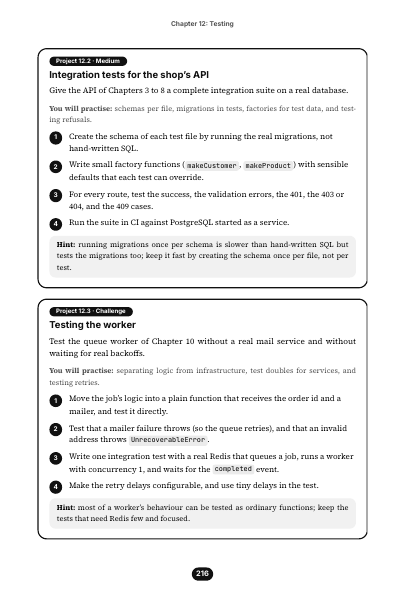 Chapter 12: Testing
Project 12.2 · Medium
Integration tests for the shop's API
Give the API of Chapters 3 to 8 a complete integration suite on a real database.
You will practise: schemas per file, migrations in tests, factories for test data, and test-
ing refusals.
1 Create the schema of each test file by running the real migrations, not
hand-written SQL.
2 Write small factory functions ( makeCustomer , makeProduct ) with sensible
defaults that each test can override.
3 For every route, test the success, the validation errors, the 401, the 403 or
404, and the 409 cases.
4 Run the suite in CI against PostgreSQL started as a service.
Hint: running migrations once per schema is slower than hand-written SQL but
tests the migrations too; keep it fast by creating the schema once per file, not per
test.
Project 12.3 · Challenge
Testing the worker
Test the queue worker of Chapter 10 without a real mail service and without
waiting for real backoffs.
You will practise: separating logic from infrastructure, test doubles for services, and
testing retries.
1 Move the job's logic into a plain function that receives the order id and a
mailer, and test it directly.
2 Test that a mailer failure throws (so the queue retries), and that an invalid
address throws UnrecoverableError .
3 Write one integration test with a real Redis that queues a job, runs a worker
with concurrency 1, and waits for the completed event.
4 Make the retry delays configurable, and use tiny delays in the test.
Hint: most of a worker's behaviour can be tested as ordinary functions; keep the
tests that need Redis few and focused.
216